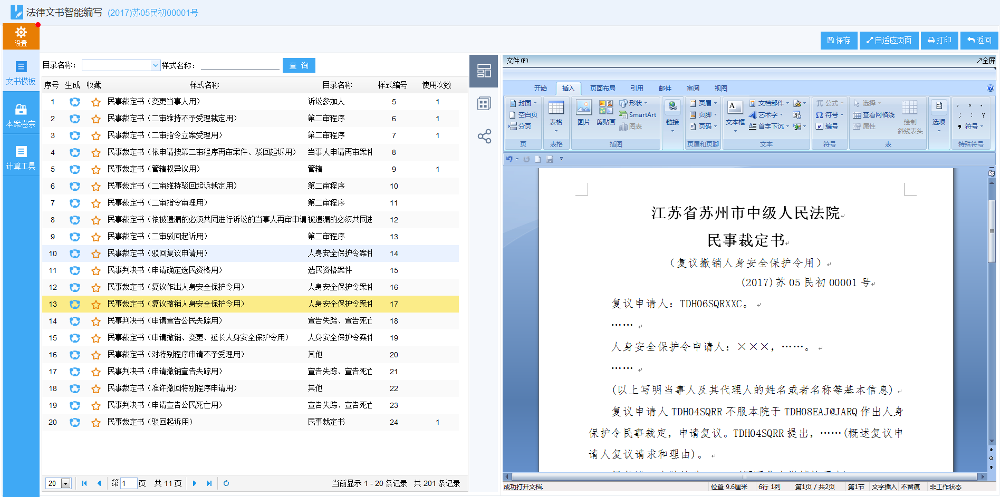 法律文书智能编写 (2017)苏05民初00001号
设置
保存 自适应页面 打印 返回
文书模板
本案卷宗
计算工具
目录名称： 样式名称： 查 询
序号 生成 收藏 样式名称 目录名称 样式编号 使用次数
1 民事裁定书（变更当事人用） 诉讼参加人 5 1
2 民事裁定书（二审维持不予受理裁定用） 第二审程序 6 1
3 民事裁定书（二审指令立案受理用） 第二审程序 7 1
4 民事裁定书（依申请按第二审程序再审案件、驳回起诉用） 当事人申请再审案件 8
5 民事裁定书（管辖权异议用） 管辖 9 1
6 民事裁定书（二审维持驳回起诉裁定用） 第二审程序 10
7 民事裁定书（二审指令审理用） 第二审程序 11
8 民事裁定书（依被遗漏的必须共同进行诉讼的当事人再审申请 被遗漏的必须共同进 12
9 民事裁定书（二审驳回起诉用） 第二审程序 13
10 民事裁定书（驳回复议申请用） 人身安全保护令案件 14
11 民事判决书（申请确定选民资格用） 选民资格案件 15
12 民事裁定书（复议作出人身安全保护令用） 人身安全保护令案件 16
13 民事裁定书（复议撤销人身安全保护令用） 人身安全保护令案件 17
14 民事判决书（申请宣告公民失踪用） 宣告失踪、宣告死亡 18
15 民事裁定书（申请撤销、变更、延长人身安全保护令用） 人身安全保护令案件 19
16 民事裁定书（对特别程序申请不予受理用） 其他 20
17 民事判决书（申请撤销宣告失踪用） 宣告失踪、宣告死亡 21
18 民事裁定书（准许撤回特别程序申请用） 其他 22
19 民事判决书（申请宣告公民死亡用） 宣告失踪、宣告死亡 23
20 民事裁定书（驳回起诉用） 民事裁定书 24 1
20 第 1 页 共 11 页 当前显示 1 - 20 条记录 共 201 条记录
文件(F) 全屏
开始 插入 页面布局 引用 邮件 审阅 视图
封面 空白页 分页 页
表格 表格
图片 剪贴画 形状 SmartArt 图表 插图
链接
页眉 页脚 页码 页眉和页脚
文本框 文档部件 艺术字 首字下沉 文本
公式 符号 编号 符号
选择 查看网格线 属性 绘制 斜线表头 表
选项
， 。 、 ； ： ？ 符号 特殊符号
江苏省苏州市中级人民法院
民事裁定书
（复议撤销人身安全保护令用）
(2017)苏 05 民初 00001 号
复议申请人：TDH06SQRXXC。
……
人身安全保护令申请人：×××，……。
……
(以上写明当事人及其代理人的姓名或者名称等基本信息)
复议申请人 TDH04SQRR 不服本院于 TDH08EAJ@JARQ 作出人身
保护令民事裁定，申请复议。TDH04SQRR 提出，……(概述复议申
请人复议请求和理由)。
成功打开文档. 位置 9.6厘米 6行 1列 第1页 / 共2页 第1节 文字插入 不留痕 非工作状态